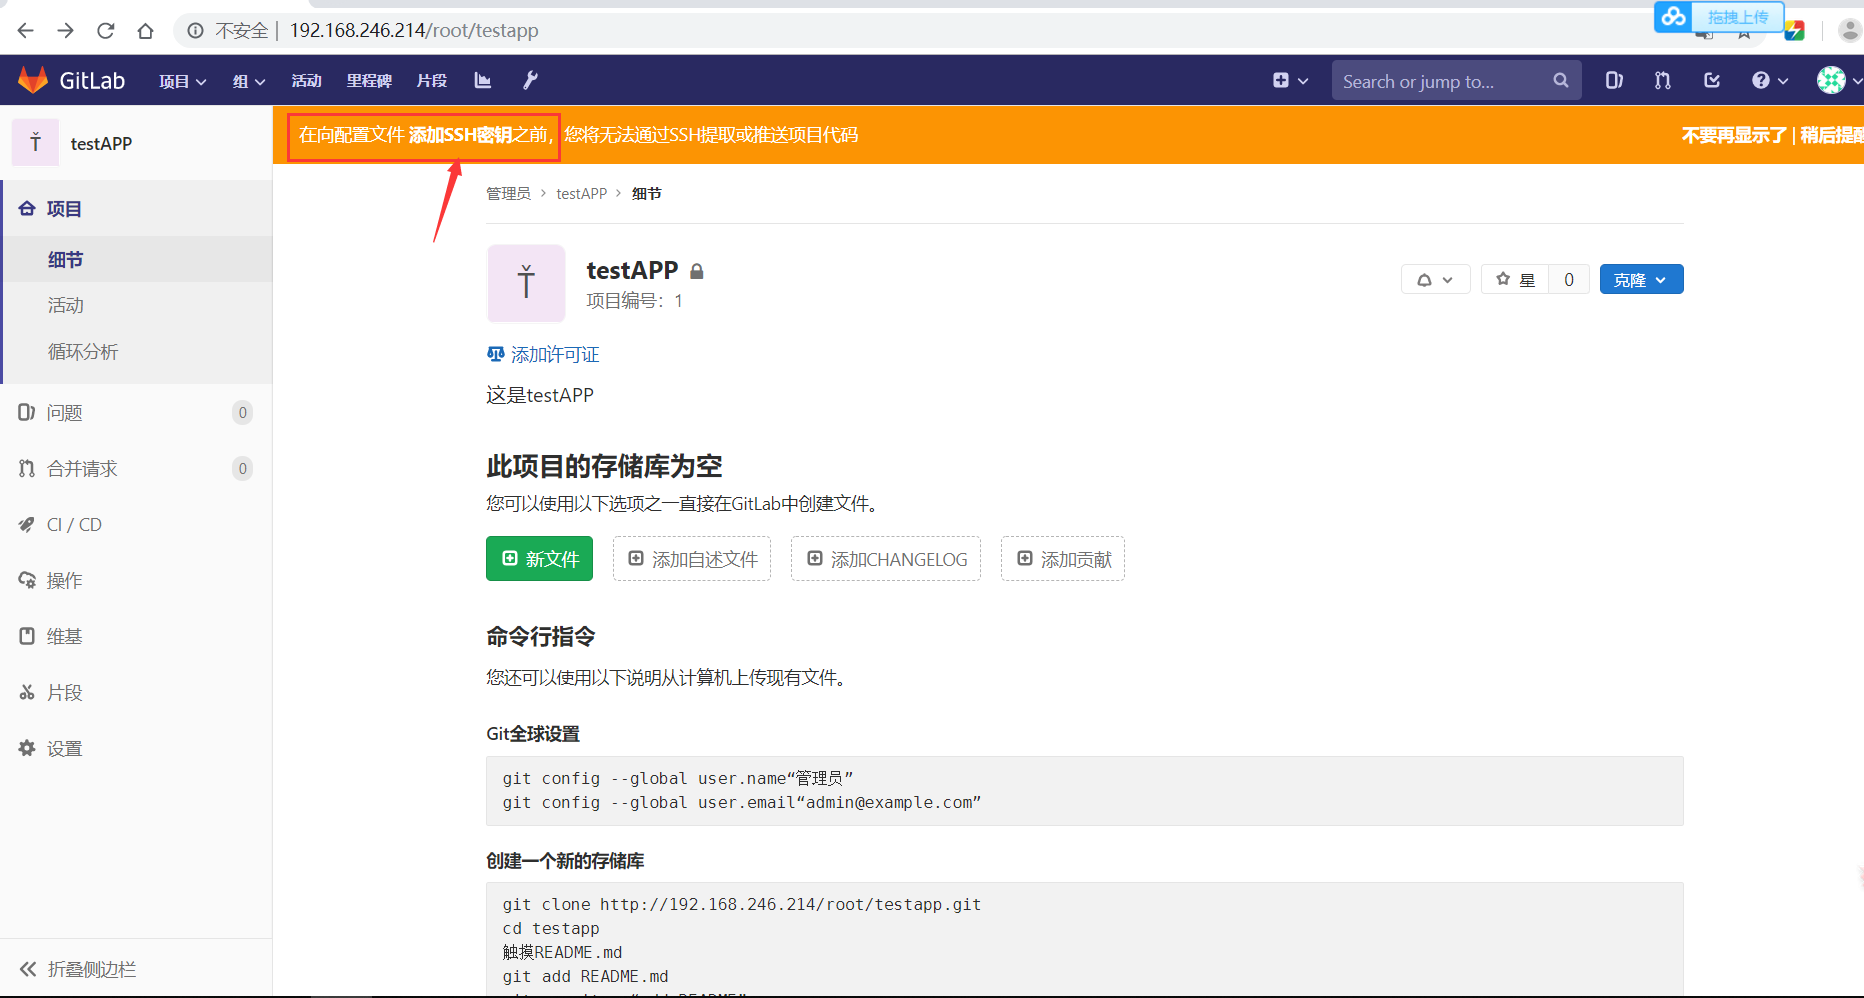 不安全 | 192.168.246.214/root/testapp
拖拽上传
GitLab 项目 组 活动 里程碑 片段 Search or jump to...
Ť testAPP
在向配置文件 添加SSH密钥之前，您将无法通过SSH提取或推送项目代码
不要再显示了 | 稍后提醒
项目
细节
活动
循环分析
问题 0
合并请求 0
CI / CD
操作
维基
片段
设置
折叠侧边栏
管理员 > testAPP > 细节
Ť
testAPP
项目编号：1
星 0 克隆
添加许可证
这是testAPP
此项目的存储库为空
您可以使用以下选项之一直接在GitLab中创建文件。
新文件 添加自述文件 添加CHANGELOG 添加贡献
命令行指令
您还可以使用以下说明从计算机上传现有文件。
Git全球设置
git config --global user.name“管理员”
git config --global user.email“admin@example.com”
创建一个新的存储库
git clone http://192.168.246.214/root/testapp.git
cd testapp
触摸README.md
git add README.md